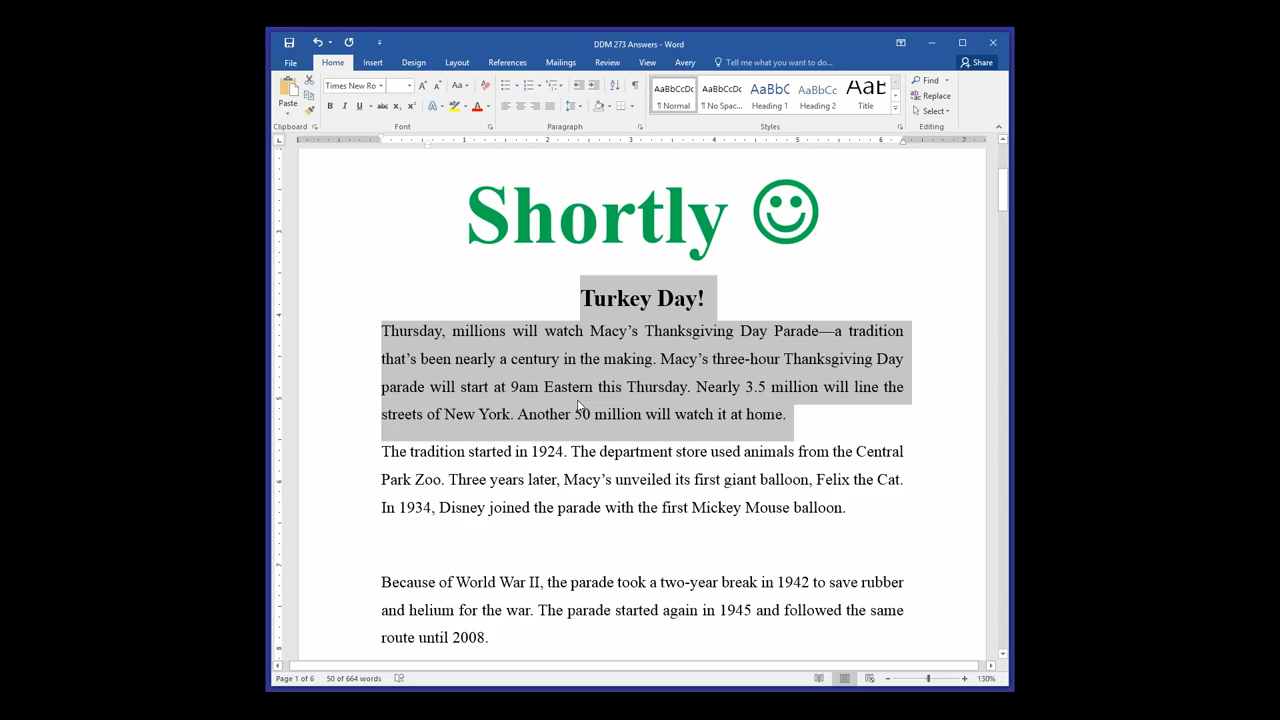 DDM 273 Answers - Word
File Home Insert Design Layout References Mailings Review View Avery Tell me what you want to do... Share
Paste
Times New Ro
AaBbCcDc AaBbCcDc AaBbC AaBbCc AaB
¶ Normal ¶ No Spac... Heading 1 Heading 2 Title
Find
Replace
Select
Clipboard Font Paragraph Styles Editing
1 1 2 3 4 5 6 7
Shortly ☺
Turkey Day!
Thursday, millions will watch Macy’s Thanksgiving Day Parade—a tradition
that’s been nearly a century in the making. Macy’s three-hour Thanksgiving Day
parade will start at 9am Eastern this Thursday. Nearly 3.5 million will line the
streets of New York. Another 50 million will watch it at home.
The tradition started in 1924. The department store used animals from the Central
Park Zoo. Three years later, Macy’s unveiled its first giant balloon, Felix the Cat.
In 1934, Disney joined the parade with the first Mickey Mouse balloon.
Because of World War II, the parade took a two-year break in 1942 to save rubber
and helium for the war. The parade started again in 1945 and followed the same
route until 2008.
Page 1 of 6 50 of 664 words 130%